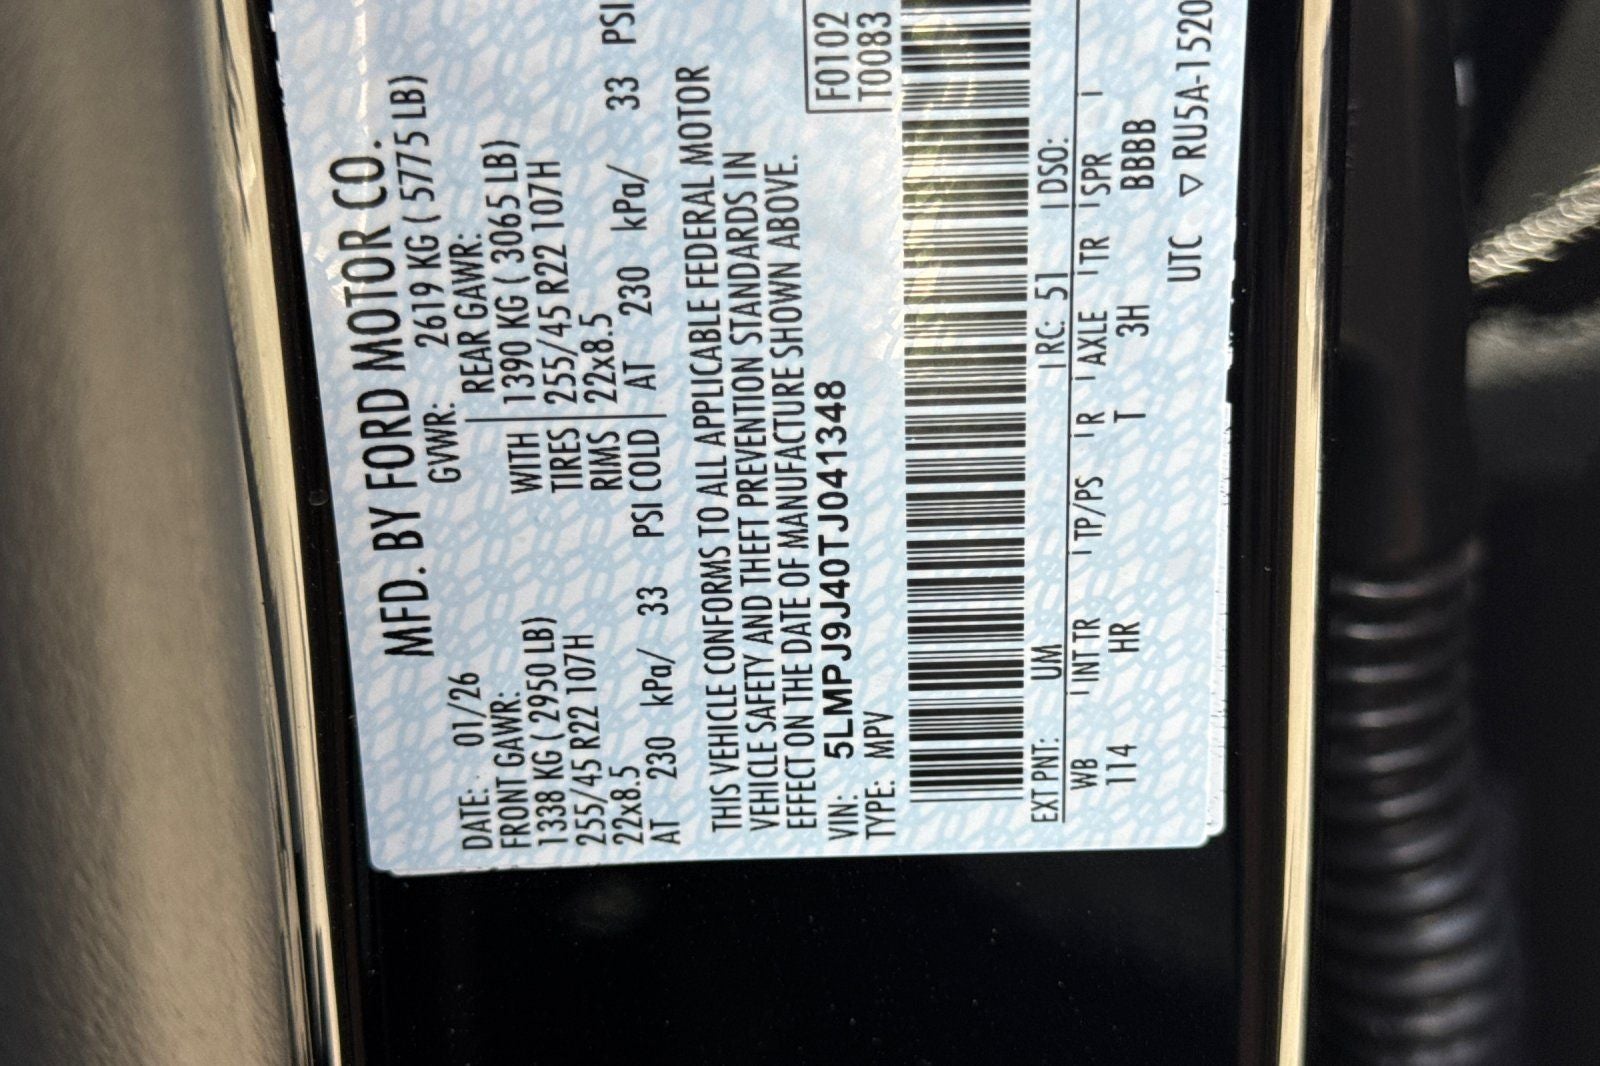 MFD. BY FORD MOTOR CO.
DATE: 01/26 GVWR: 2619 KG ( 5775 LB)
FRONT GAWR: REAR GAWR:
1338 KG ( 2950 LB) WITH 1390 KG ( 3065 LB)
255/45 R22 107H TIRES 255/45 R22 107H
22x8.5 RIMS 22x8.5
AT 230 kPa/ 33 PSI COLD AT 230 kPa/ 33 PSI
THIS VEHICLE CONFORMS TO ALL APPLICABLE FEDERAL MOTOR
VEHICLE SAFETY AND THEFT PREVENTION STANDARDS IN
EFFECT ON THE DATE OF MANUFACTURE SHOWN ABOVE.
VIN: 5LMPJ9J40TJ041348 F0102
TYPE: MPV T0083
EXT PNT: UM RC: 51 DSO:
WB INT TR TP/PS R AXLE TR SPR
114 HR T 3H BBBB
UTC ▽ RU5A-1520